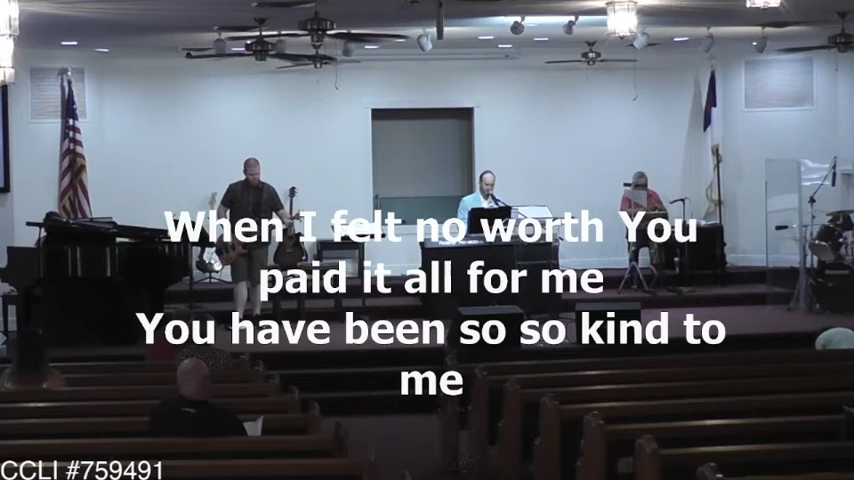 When I felt no worth You
paid it all for me
You have been so so kind to
me
CCLI #759491